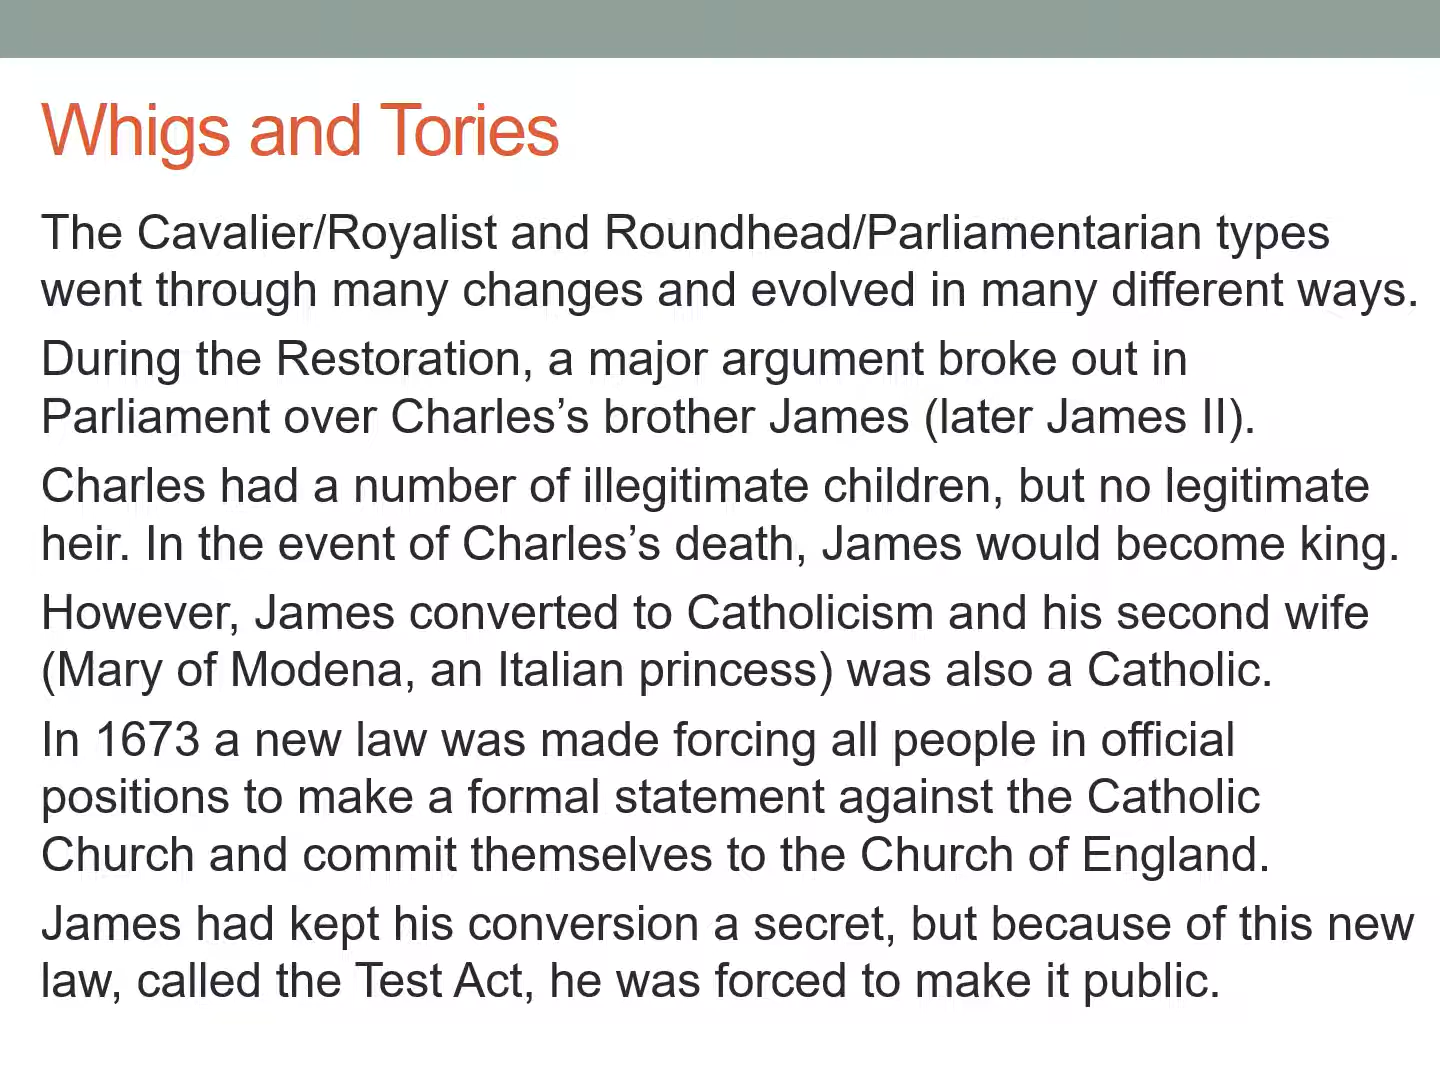 Whigs and Tories
The Cavalier/Royalist and Roundhead/Parliamentarian types
went through many changes and evolved in many different ways.
During the Restoration, a major argument broke out in
Parliament over Charles’s brother James (later James II).
Charles had a number of illegitimate children, but no legitimate
heir. In the event of Charles’s death, James would become king.
However, James converted to Catholicism and his second wife
(Mary of Modena, an Italian princess) was also a Catholic.
In 1673 a new law was made forcing all people in official
positions to make a formal statement against the Catholic
Church and commit themselves to the Church of England.
James had kept his conversion a secret, but because of this new
law, called the Test Act, he was forced to make it public.